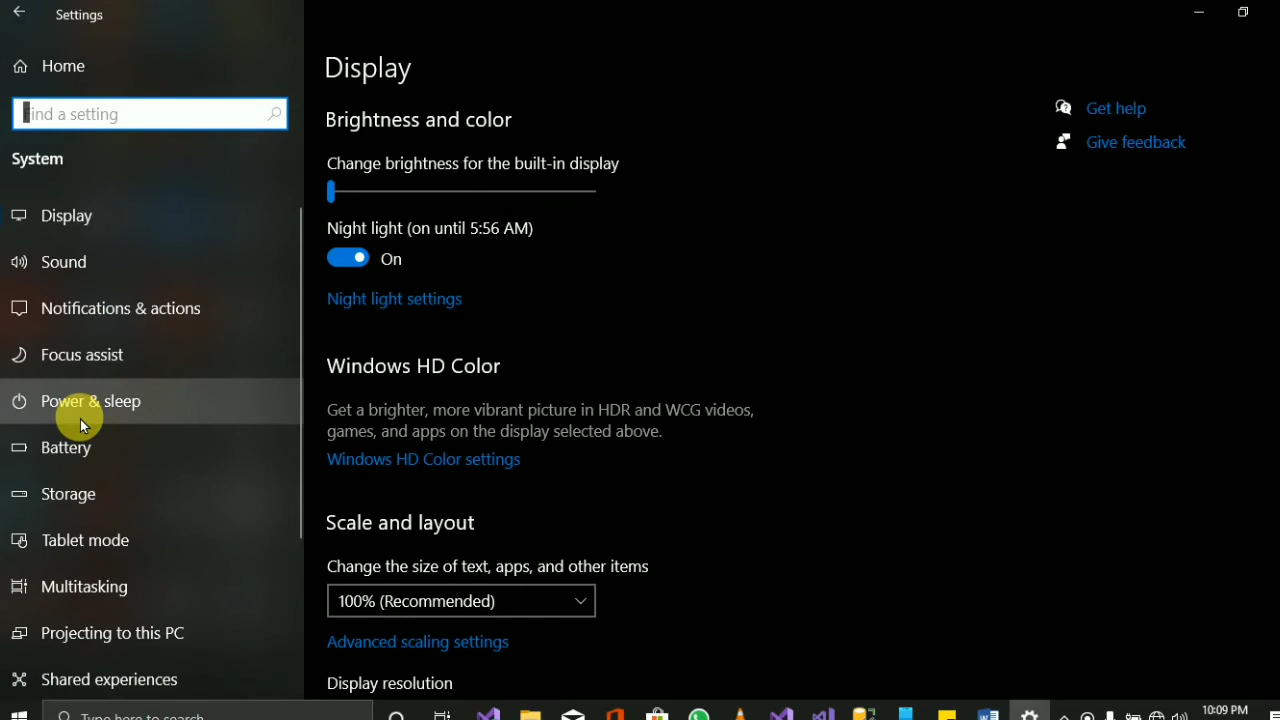 Settings
Home
Find a setting
System
Display
Sound
Notifications & actions
Focus assist
Power & sleep
Battery
Storage
Tablet mode
Multitasking
Projecting to this PC
Shared experiences
Display
Brightness and color
Change brightness for the built-in display
Night light (on until 5:56 AM)
On
Night light settings
Windows HD Color
Get a brighter, more vibrant picture in HDR and WCG videos,
games, and apps on the display selected above.
Windows HD Color settings
Scale and layout
Change the size of text, apps, and other items
100% (Recommended)
Advanced scaling settings
Display resolution
Get help
Give feedback
Type here to search
10:09 PM